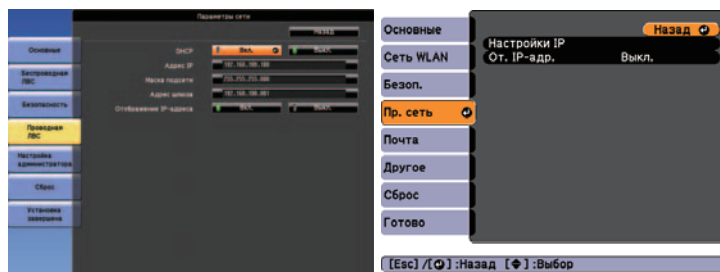 Параметры сети
Назад
Основные
Беспроводная
ЛВС
Безопасность
Проводная
ЛВС
Настройка
администратора
Сброс
Установка
завершена
DHCP
Вкл.
Выкл.
Адрес IP
Маска подсети
Адрес шлюза
Отображение IP-адреса
Вкл.
Выкл.
Основные
Сеть WLAN
Безоп.
Пр. сеть
Почта
Другое
Сброс
Готово
Назад
Настройки IP
От. IP-адр. Выкл.
[Esc] /[ ] :Назад [ ] :Выбор